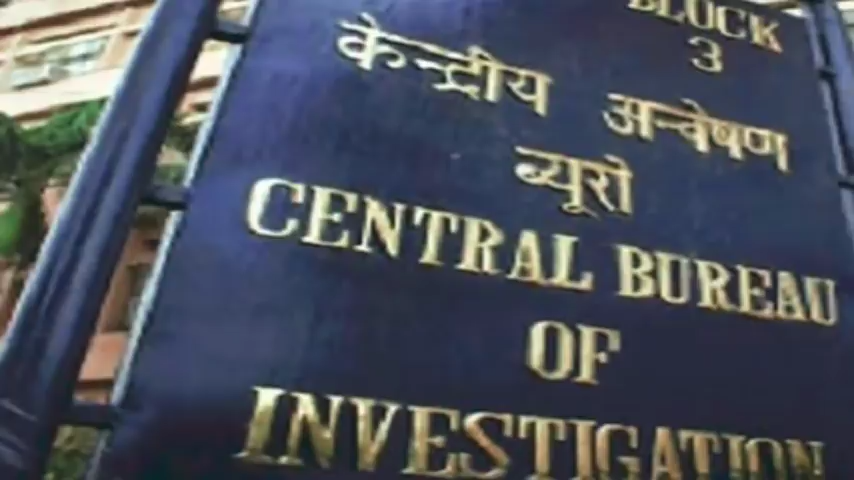 BLOCK
3
केन्द्रीय अन्वेषण
ब्यूरो
CENTRAL BUREAU
OF
INVESTIGATION